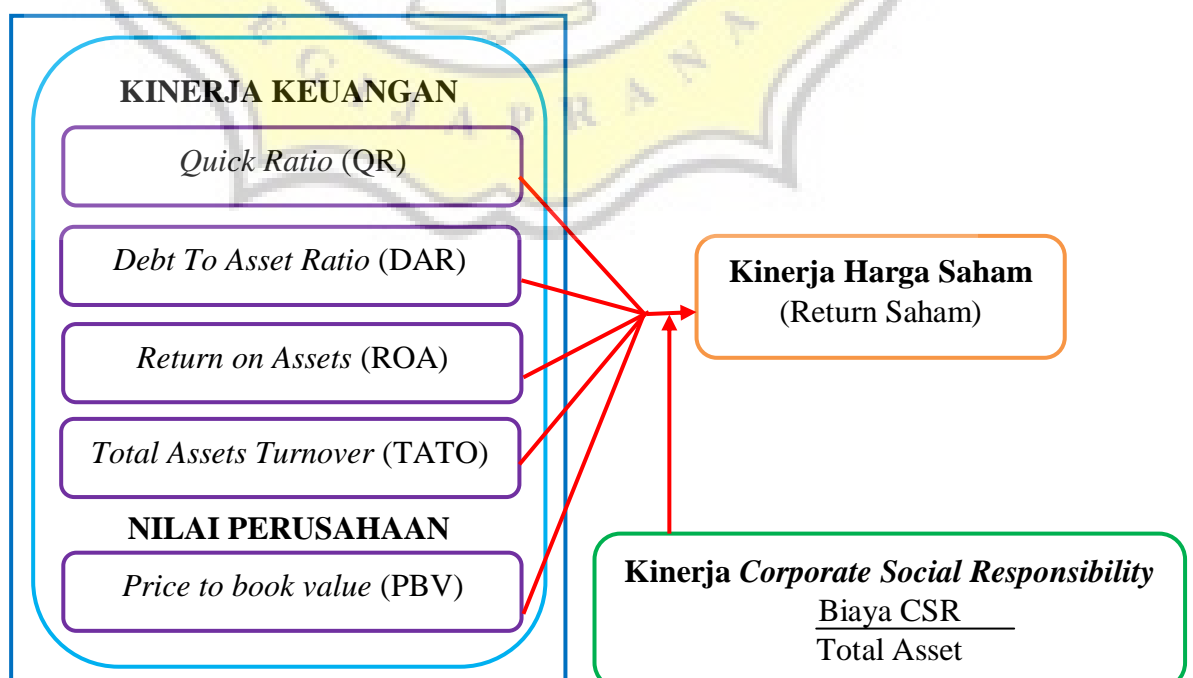 EGAJAPRANA
KINERJA KEUANGAN
Quick Ratio (QR)
Debt To Asset Ratio (DAR)
Return on Assets (ROA)
Total Assets Turnover (TATO)
NILAI PERUSAHAAN
Price to book value (PBV)
Kinerja Harga Saham
(Return Saham)
Kinerja Corporate Social Responsibility
Biaya CSR
Total Asset